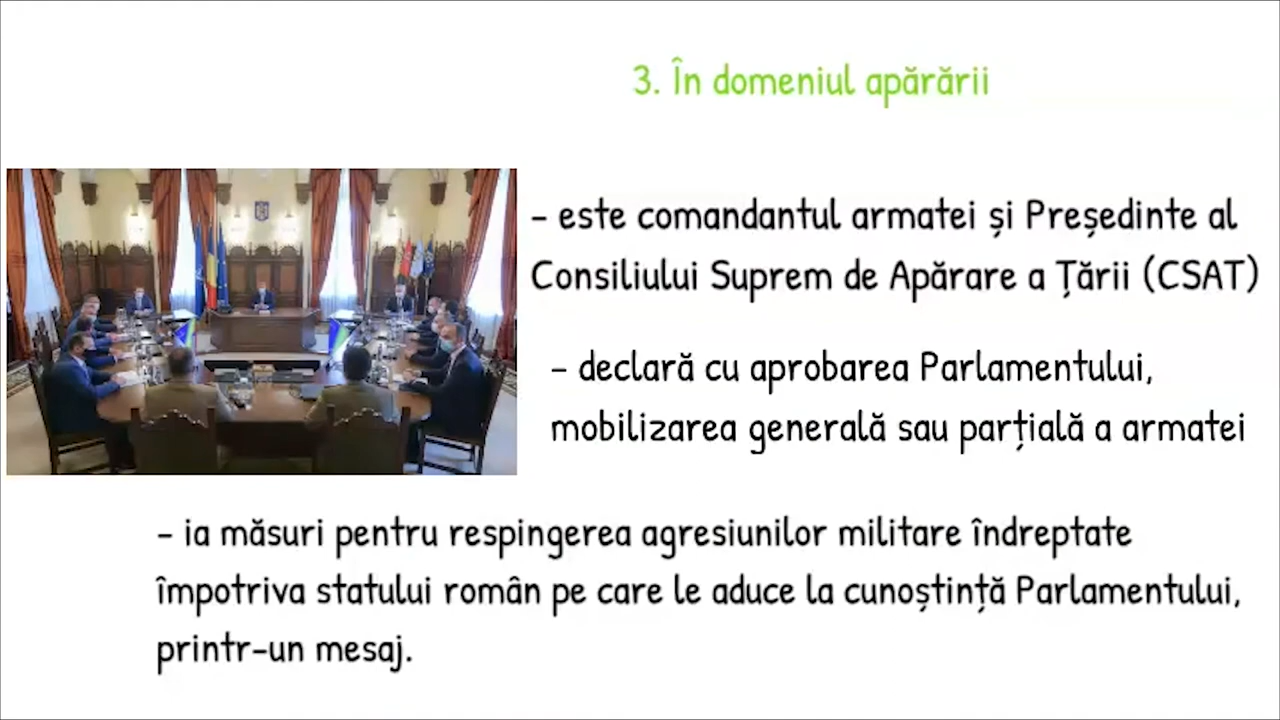 3. În domeniul apărării
- este comandantul armatei și Președinte al
Consiliului Suprem de Apărare a Țării (CSAT)
- declară cu aprobarea Parlamentului,
mobilizarea generală sau parțială a armatei
- ia măsuri pentru respingerea agresiunilor militare îndreptate
împotriva statului român pe care le aduce la cunoștință Parlamentului,
printr-un mesaj.